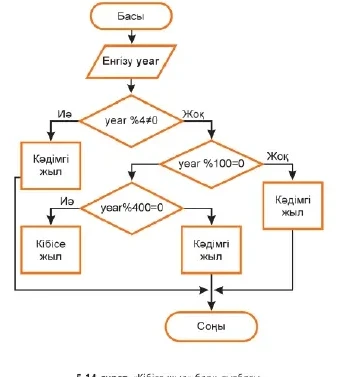 Басы
Енгізу year
Иә
year %4≠0
Жоқ
Кәдімгі
жыл
year %100=0
Жоқ
Иә
year%400=0
Кәдімгі
жыл
Кібісе
жыл
Кәдімгі
жыл
Соңы